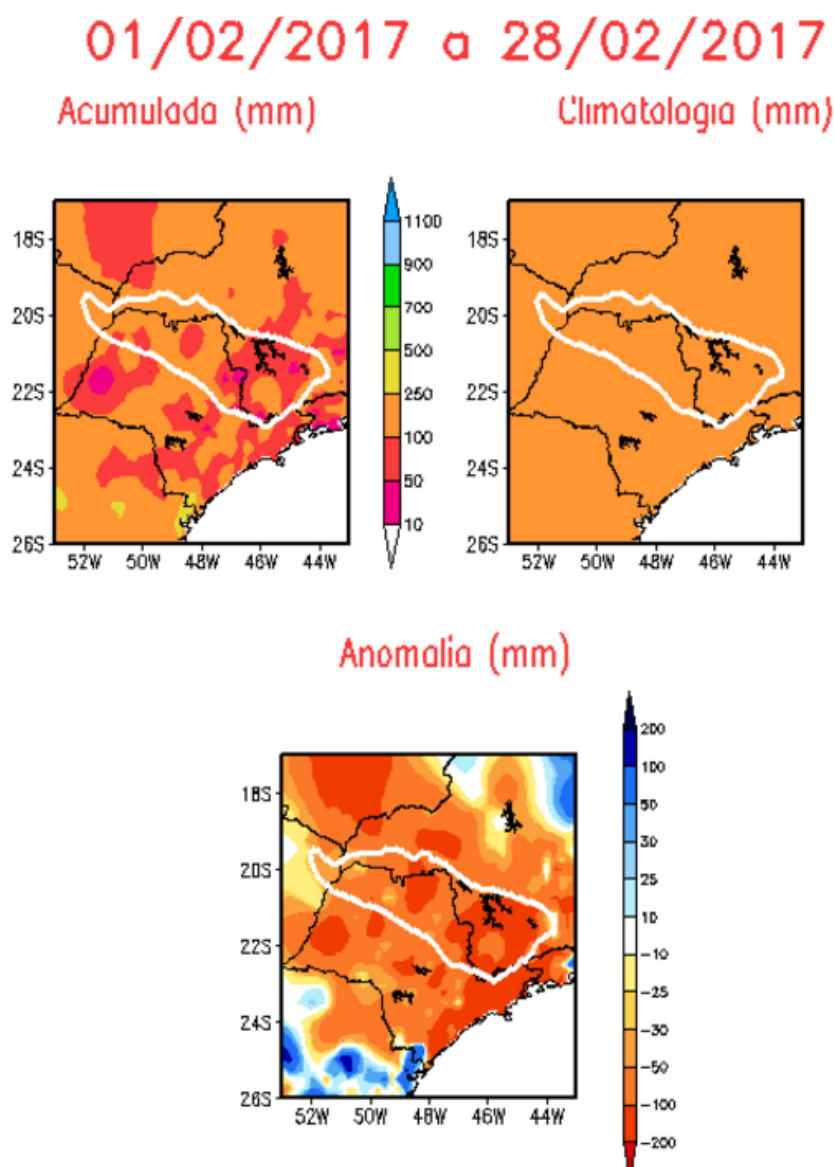 01/02/2017 a 28/02/2017
Acumulada (mm)
Climatologia (mm)
18S
20S
22S
24S
26S
52W 50W 48W 46W 44W
1100
900
700
500
250
100
50
10
18S
20S
22S
24S
26S
52W 50W 48W 46W 44W
Anomalia (mm)
18S
20S
22S
24S
26S
52W 50W 48W 46W 44W
200
100
50
30
25
10
-10
-25
-30
-50
-100
-200